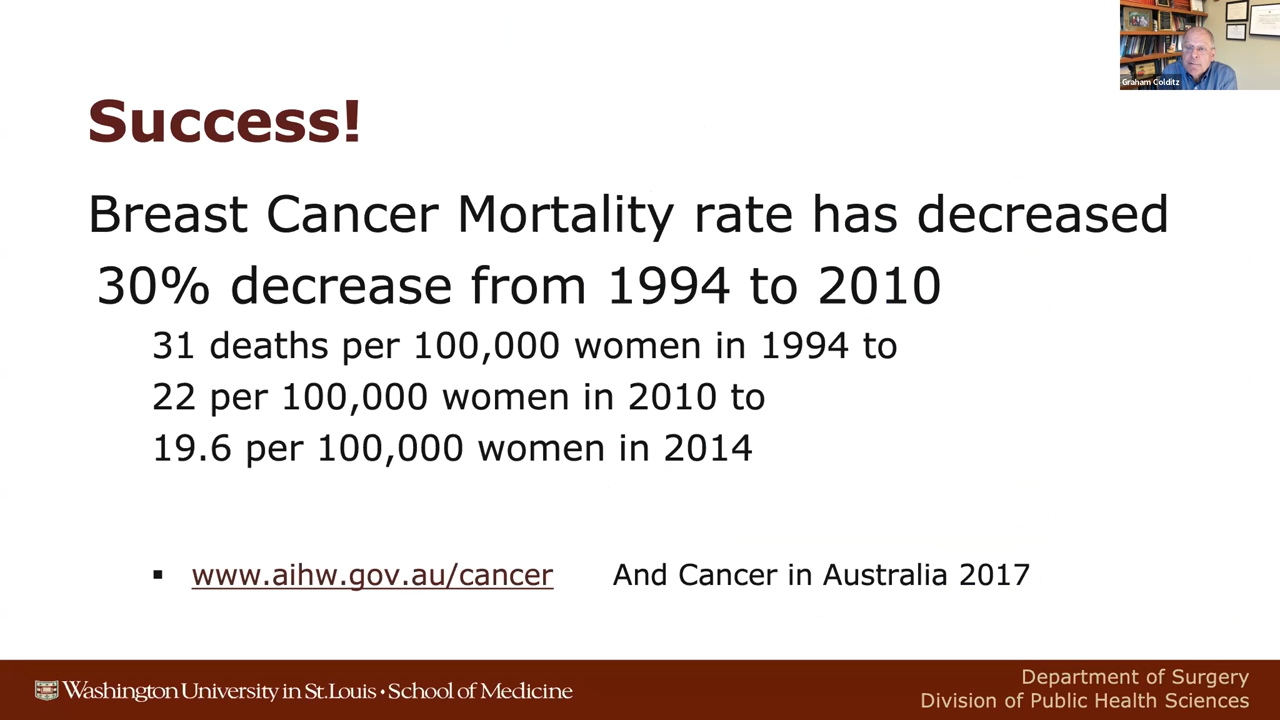 Graham Colditz
Success!
Breast Cancer Mortality rate has decreased
30% decrease from 1994 to 2010
31 deaths per 100,000 women in 1994 to
22 per 100,000 women in 2010 to
19.6 per 100,000 women in 2014
▪ www.aihw.gov.au/cancer And Cancer in Australia 2017
Washington University in St.Louis • School of Medicine
Department of Surgery
Division of Public Health Sciences